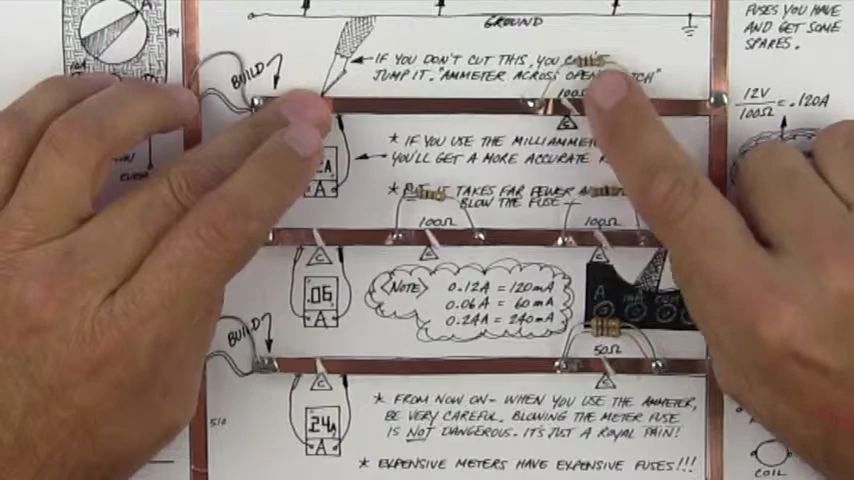 GROUND
FUSES YOU HAVE
AND GET SOME
SPARES.
BUILD
IF YOU DON'T CUT THIS, YOU CAN'T
JUMP IT. "AMMETER ACROSS OPEN
100Ω
12V
100Ω = .120A
C
* IF YOU USE THE
YOU'LL GET A MORE ACCURATE
A
* BUT IT TAKES FAR FEWER
BLOW THE FUSE
100Ω
100Ω
C
C
C
.06
A
NOTE
0.12A = 120mA
0.06A = 60mA
0.24A = 240mA
A
COM
BUILD
50Ω
C
C
510
.24A
A
* FROM NOW ON- WHEN YOU USE THE AMMETER,
BE VERY CAREFUL. BLOWING THE METER FUSE
IS NOT DANGEROUS. IT'S JUST A ROYAL PAIN!
* EXPENSIVE METERS HAVE EXPENSIVE FUSES!!!
COIL